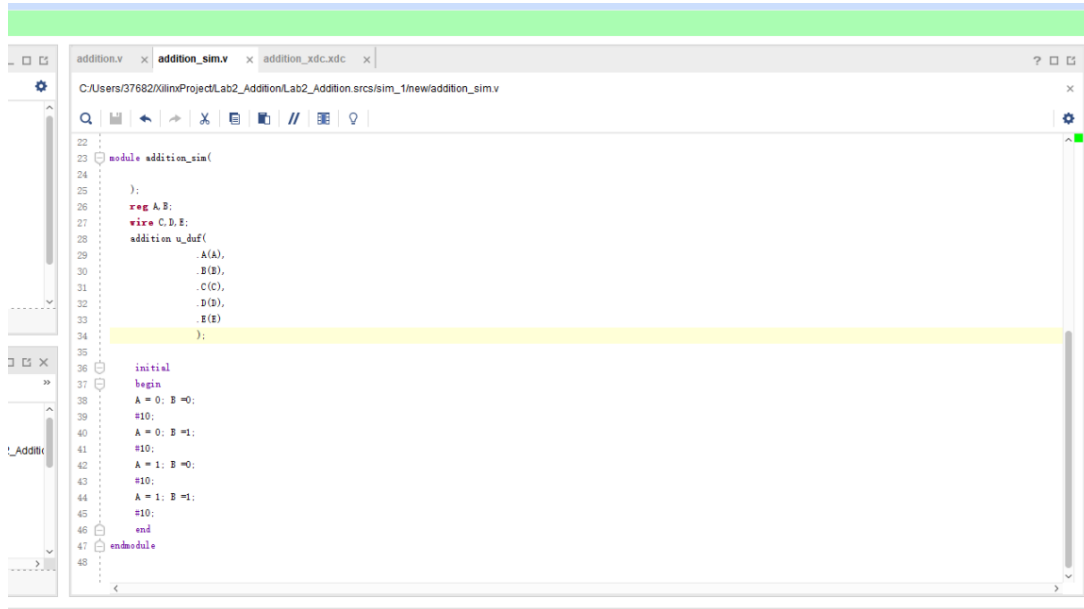 addition.v × addition_sim.v × addition_xdc.xdc ×
?
C:/Users/37682/XilinxProject/Lab2_Addition/Lab2_Addition.srcs/sim_1/new/addition_sim.v
//
22
23 module addition_sim(
24
25 );
26 reg A,B;
27 wire C,D,E;
28 addition u_duf(
29 .A(A),
30 .B(B),
31 .C(C),
32 .D(D),
33 .E(E)
34 );
35
36 initial
37 begin
38 A = 0; B =0;
39 #10;
40 A = 0; B =1;
41 #10;
42 A = 1; B =0;
43 #10;
44 A = 1; B =1;
45 #10;
46 end
47 endmodule
48